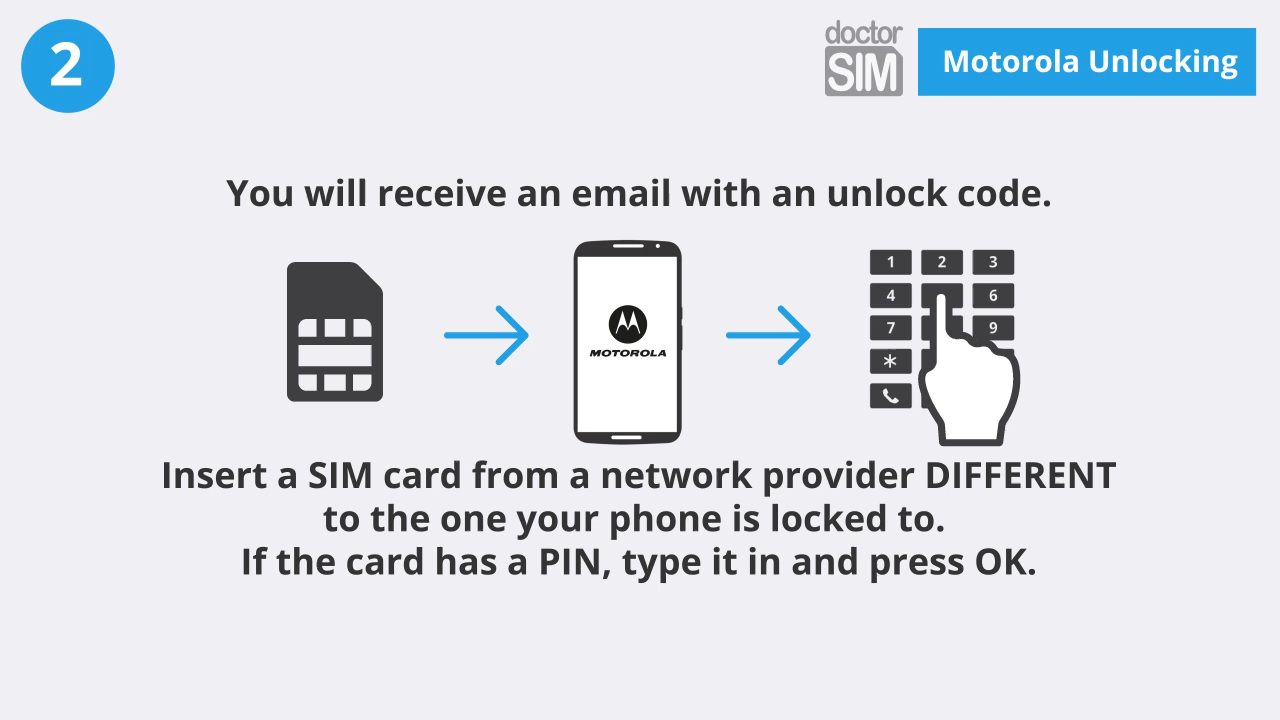 2
doctor
SIM
Motorola Unlocking
You will receive an email with an unlock code.
MOTOROLA
1 2 3
4 6
7 9
*
Insert a SIM card from a network provider DIFFERENT
to the one your phone is locked to.
If the card has a PIN, type it in and press OK.